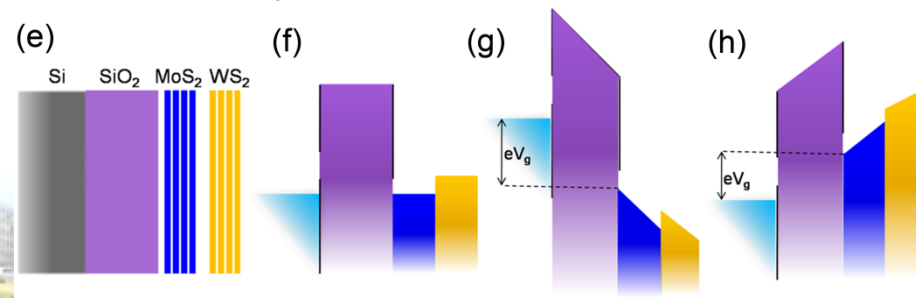 (e)
Si SiO₂ MoS₂ WS₂
(f)
(g)
eVg
(h)
eVg